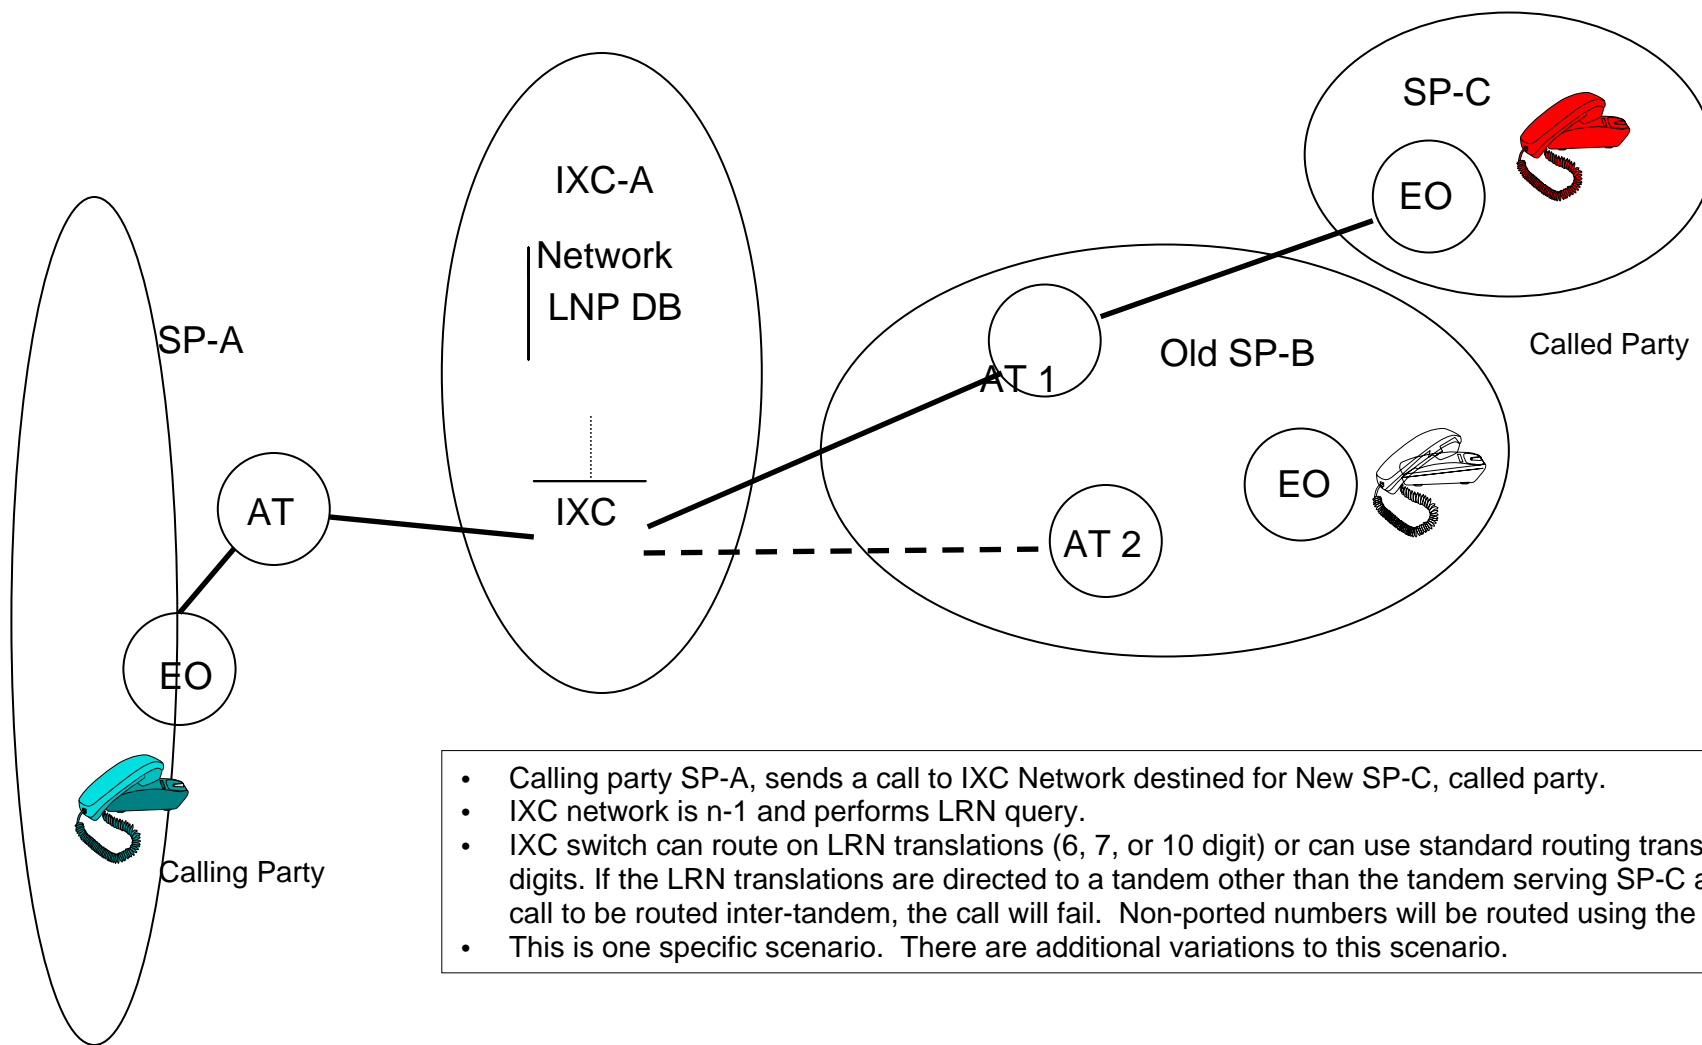 SP-C
EO
Called Party
IXC-A
Network
LNP DB
IXC
SP-A
AT
EO
Calling Party
AT 1
Old SP-B
EO
AT 2
• Calling party SP-A, sends a call to IXC Network destined for New SP-C, called party.
• IXC network is n-1 and performs LRN query.
• IXC switch can route on LRN translations (6, 7, or 10 digit) or can use standard routing
digits. If the LRN translations are directed to a tandem other than the tandem serving SP-C
call to be routed inter-tandem, the call will fail. Non-ported numbers will be routed using the
• This is one specific scenario. There are additional variations to this scenario.